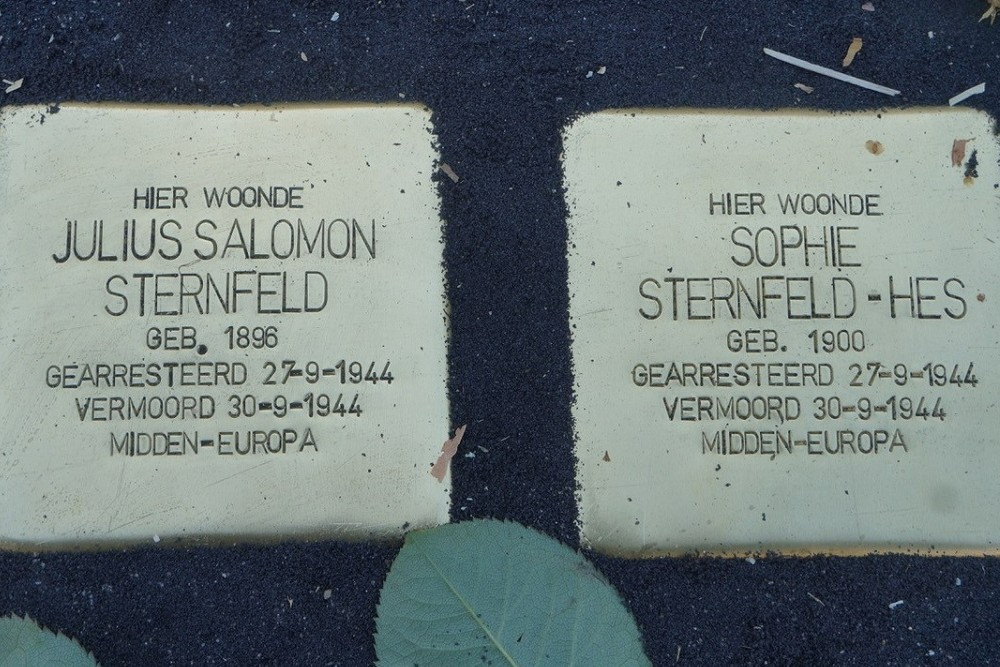 HIER WOONDE
JULIUS SALOMON
STERNFELD
GEB. 1896
GEARRESTEERD 27-9-1944
VERMOORD 30-9-1944
MIDDEN-EUROPA
HIER WOONDE
SOPHIE
STERNFELD-HES
GEB. 1900
GEARRESTEERD 27-9-1944
VERMOORD 30-9-1944
MIDDEN-EUROPA